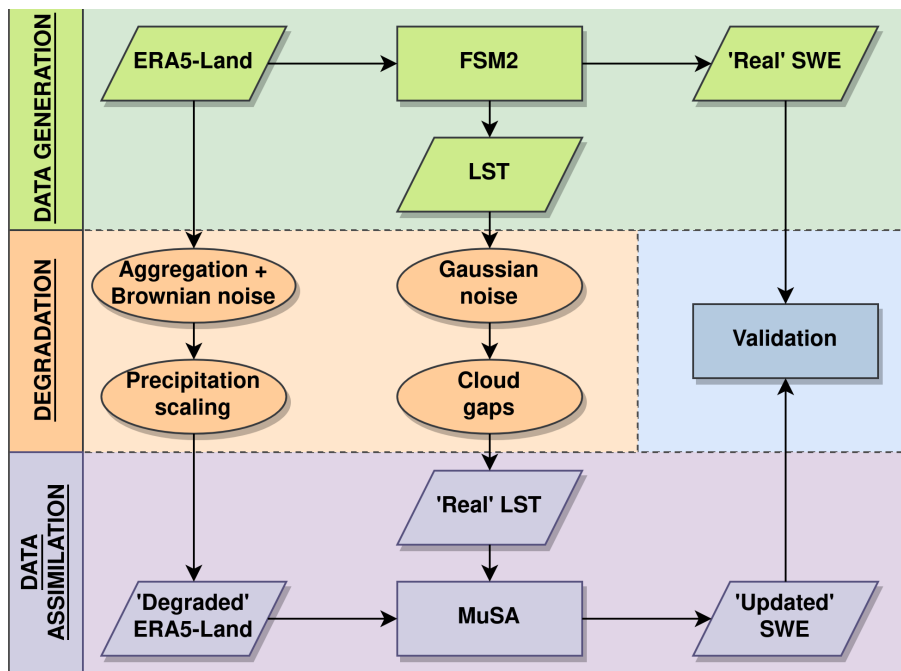 DATA GENERATION
ERA5-Land
FSM2
'Real' SWE
LST
DEGRADATION
Aggregation +
Brownian noise
Gaussian
noise
Validation
Precipitation
scaling
Cloud
gaps
DATA
ASSIMILATION
'Real' LST
'Degraded'
ERA5-Land
MuSA
'Updated'
SWE